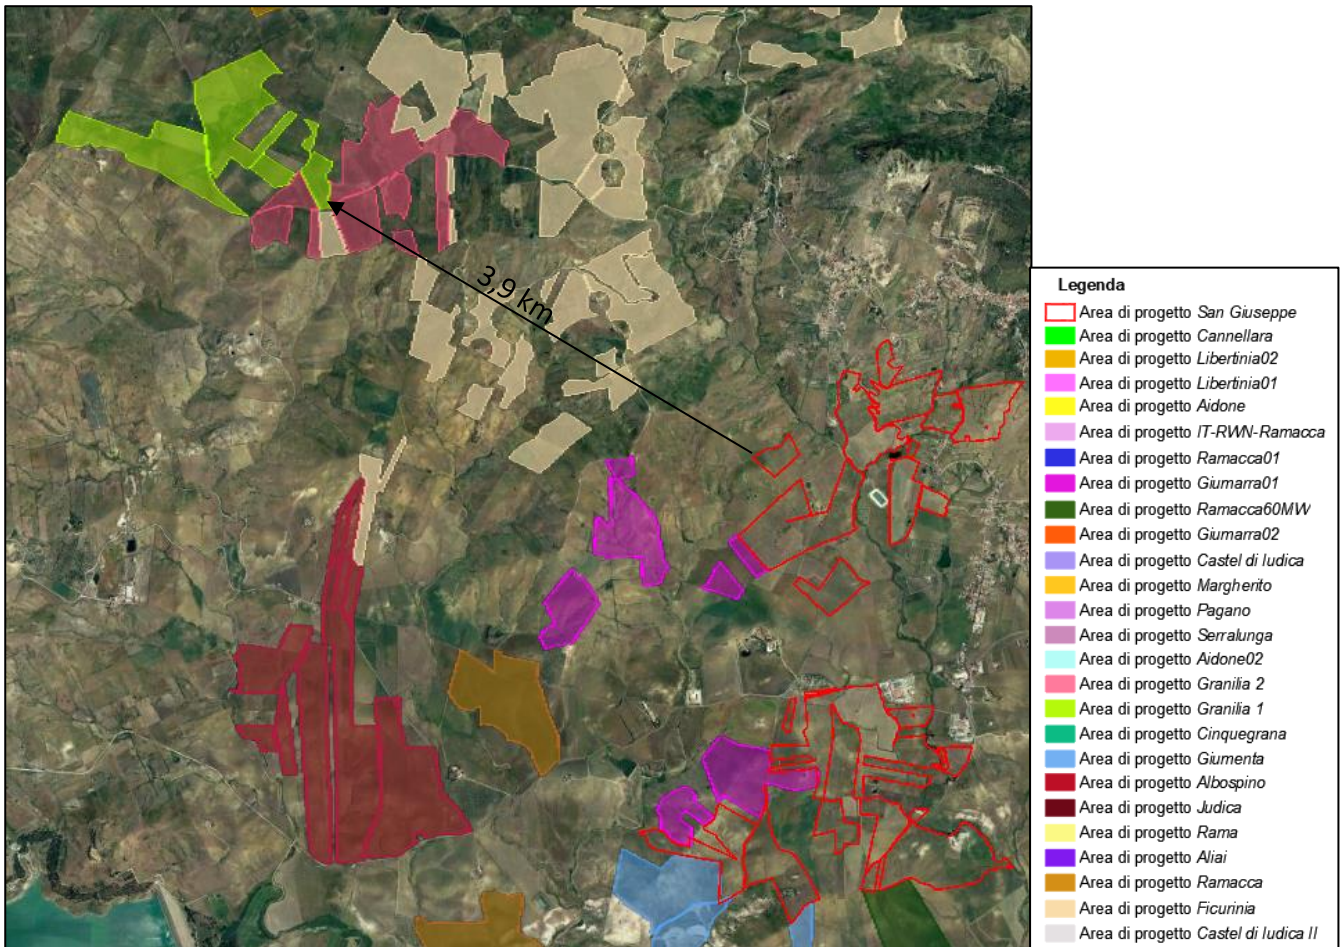 3,9 km
Legenda
Area di progetto San Giuseppe
Area di progetto Cannellara
Area di progetto Libertinia02
Area di progetto Libertinia01
Area di progetto Aidone
Area di progetto IT-RWN-Ramacca
Area di progetto Ramacca01
Area di progetto Giumarra01
Area di progetto Ramacca60MW
Area di progetto Giumarra02
Area di progetto Castel di Iudica
Area di progetto Margherito
Area di progetto Pagano
Area di progetto Serralunga
Area di progetto Aidone02
Area di progetto Granilia 2
Area di progetto Granilia 1
Area di progetto Cinquegrana
Area di progetto Giumenta
Area di progetto Albospino
Area di progetto Judica
Area di progetto Rama
Area di progetto Aliai
Area di progetto Ramacca
Area di progetto Ficurinia
Area di progetto Castel di Iudica II